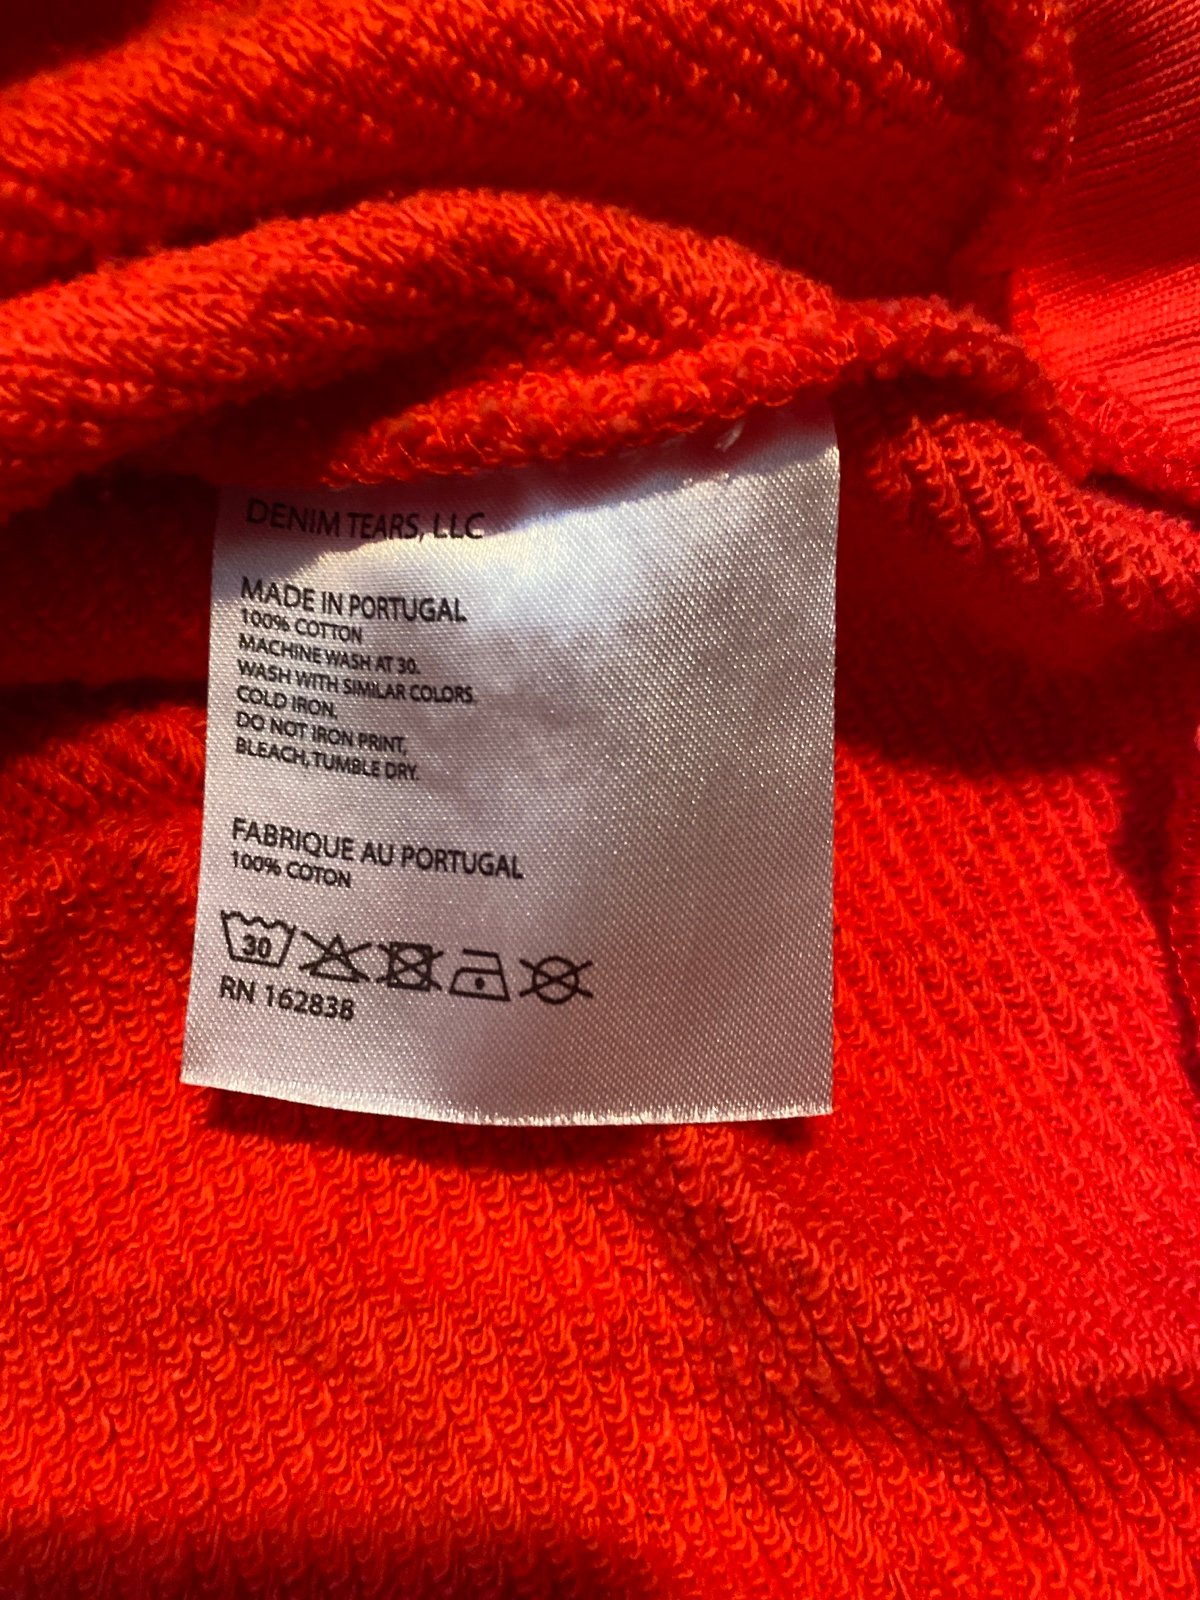 DENIM TEARS, LLC
MADE IN PORTUGAL
100% COTTON
MACHINE WASH AT 30.
WASH WITH SIMILAR COLORS.
COLD IRON.
DO NOT IRON PRINT,
BLEACH, TUMBLE DRY.
FABRIQUE AU PORTUGAL
100% COTON
30
RN 162838